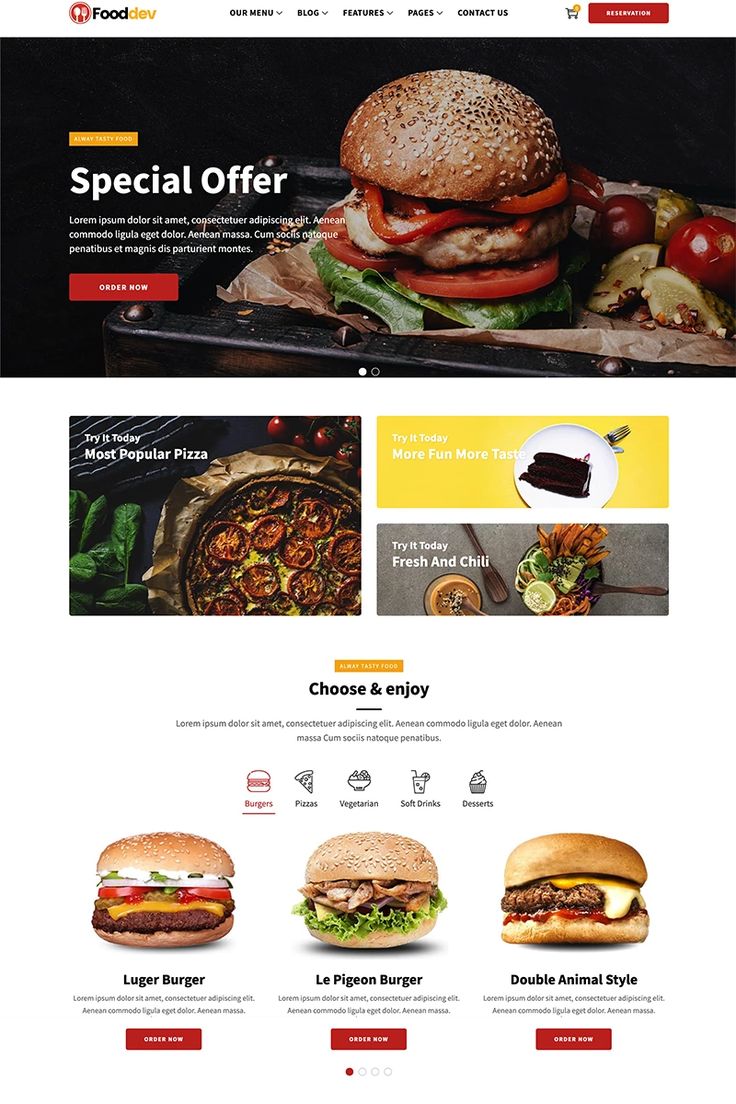 Fooddev
OUR MENU BLOG FEATURES PAGES CONTACT US
RESERVATION
ALWAY TASTY FOOD
Special Offer
Lorem ipsum dolor sit amet, consectetuer adipiscing elit. Aenean
commodo ligula eget dolor. Aenean massa. Cum sociis natoque
penatibus et magnis dis parturient montes.
ORDER NOW
Try It Today
Most Popular Pizza
Try It Today
More Fun More Taste
Try It Today
Fresh And Chili
ALWAY TASTY FOOD
Choose & enjoy
Lorem ipsum dolor sit amet, consectetuer adipiscing elit. Aenean commodo ligula eget dolor. Aenean
massa Cum sociis natoque penatibus.
Burgers Pizzas Vegetarian Soft Drinks Desserts
Luger Burger
Lorem ipsum dolor sit amet, consectetuer adipiscing elit.
Aenean commodo ligula eget dolor. Aenean massa.
ORDER NOW
Le Pigeon Burger
Lorem ipsum dolor sit amet, consectetuer adipiscing elit.
Aenean commodo ligula eget dolor. Aenean massa.
ORDER NOW
Double Animal Style
Lorem ipsum dolor sit amet, consectetuer adipiscing elit.
Aenean commodo ligula eget dolor. Aenean massa.
ORDER NOW